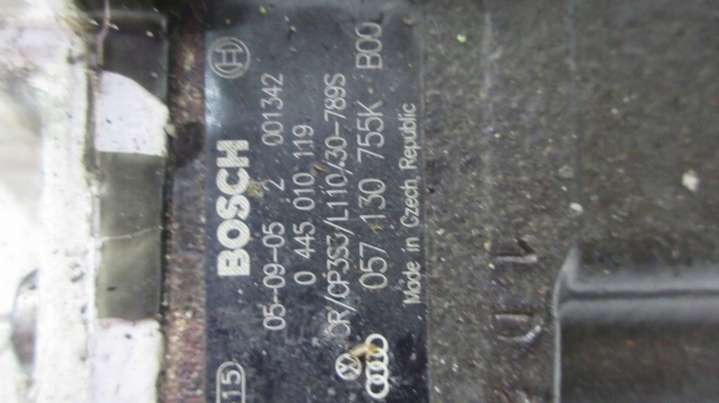 BOSCH
05-09-05 2 001342
0 445 010 119
CR/CP3S3/L110/30-789S
057 130 755K B00
Made in Czech Republic
15